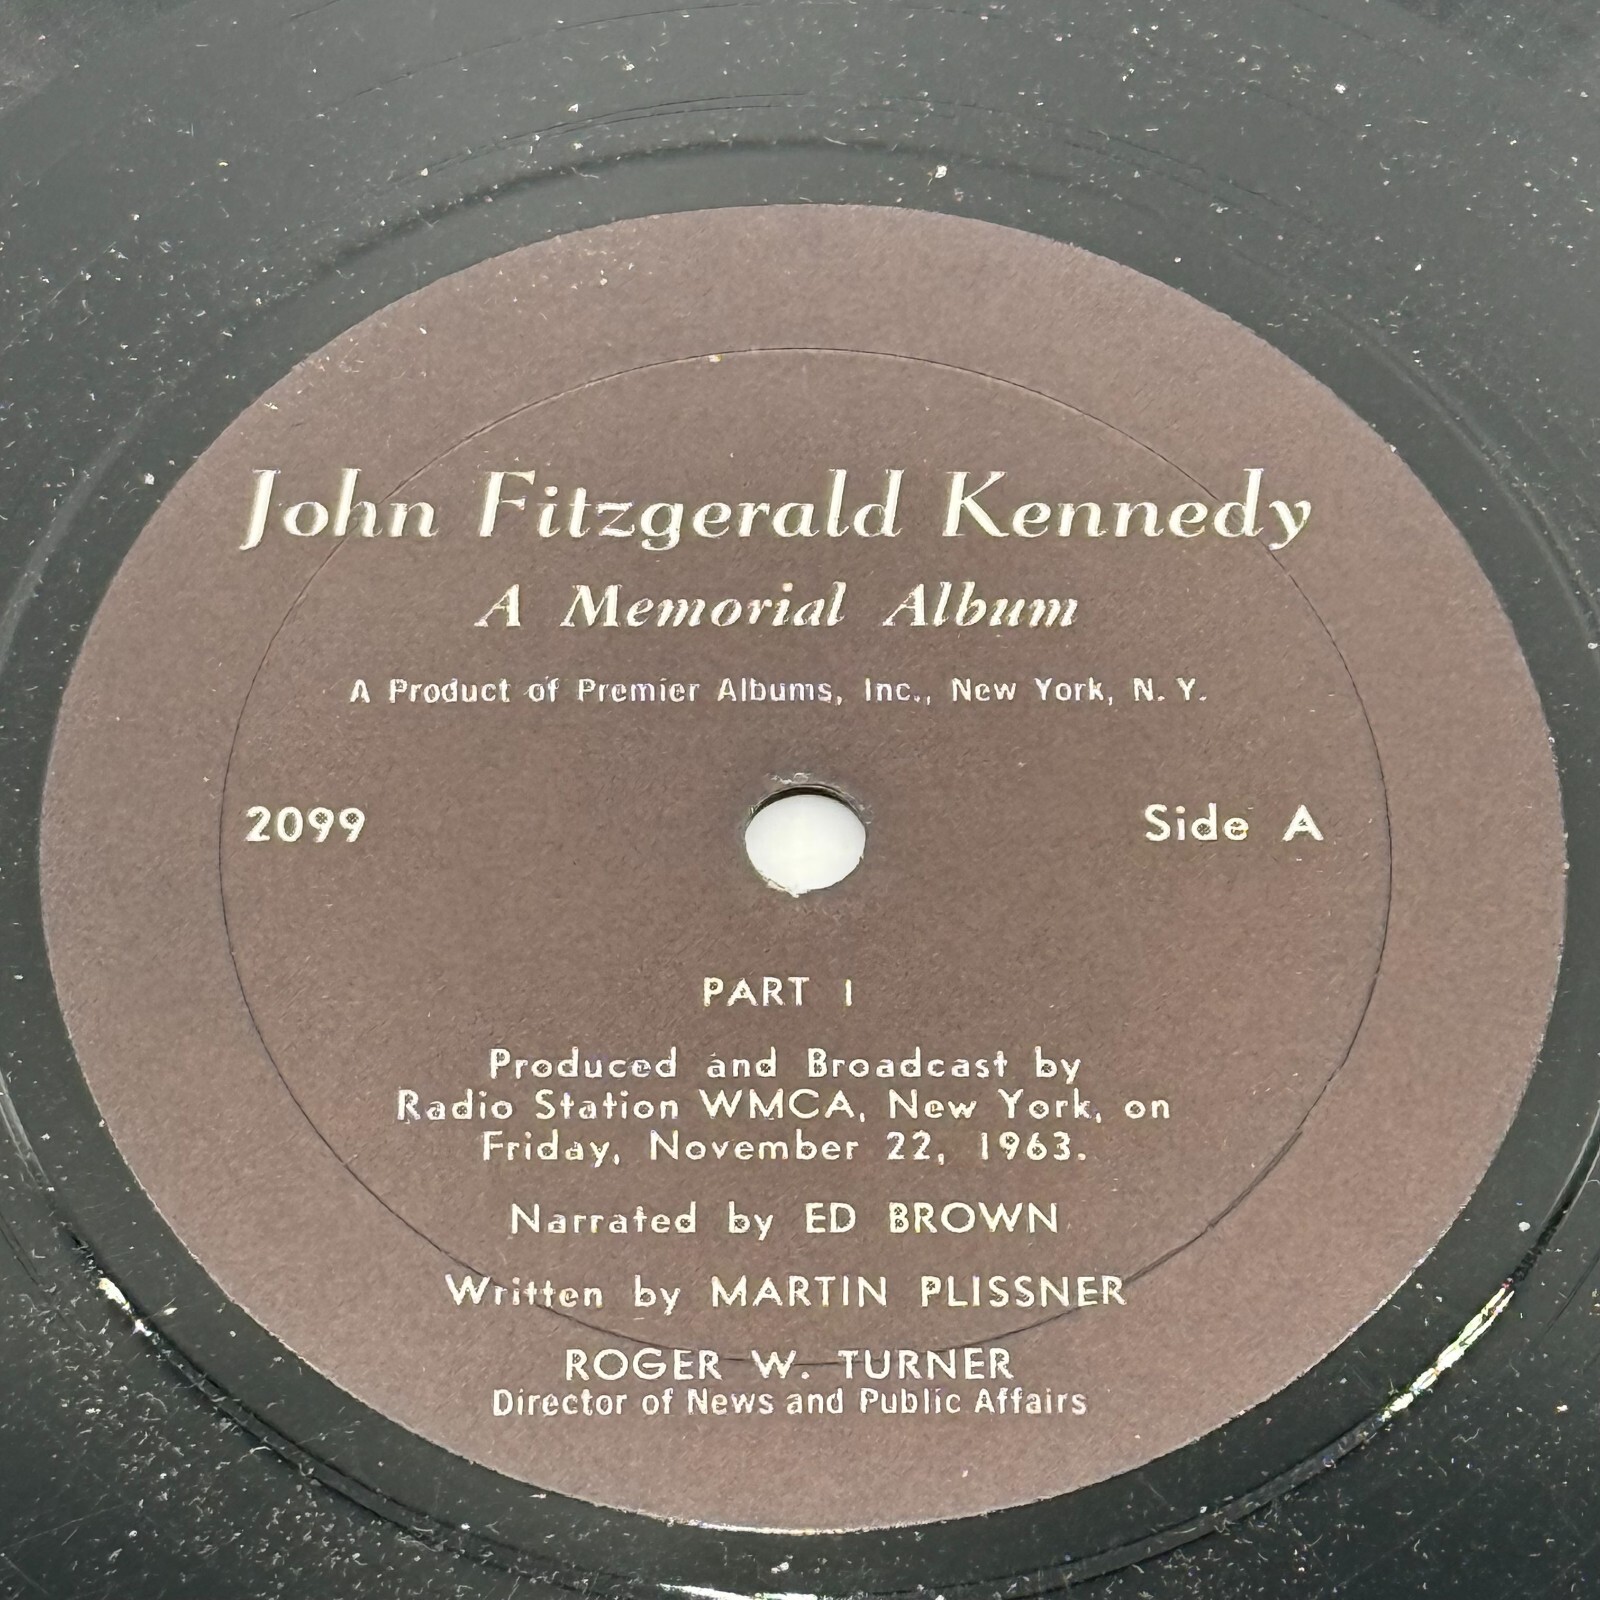 John Fitzgerald Kennedy
A Memorial Album
A Product of Premier Albums, Inc., New York, N. Y.
2099
Side A
PART I
Produced and Broadcast by
Radio Station WMCA, New York, on
Friday, November 22, 1963.
Narrated by ED BROWN
Written by MARTIN PLISSNER
ROGER W. TURNER
Director of News and Public Affairs